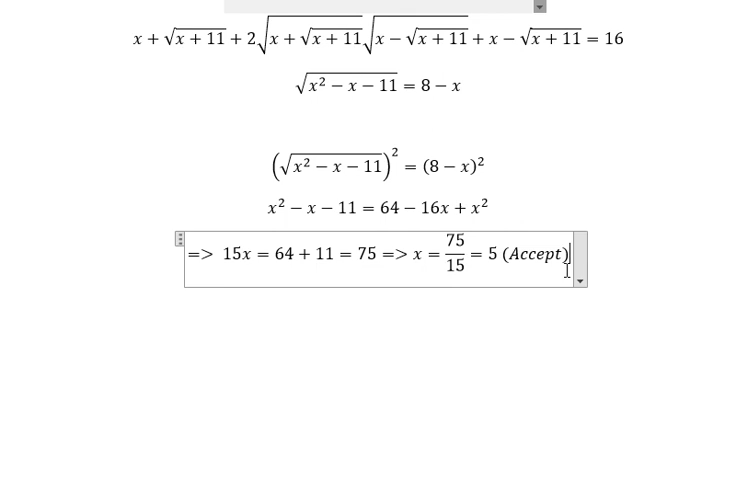 x + √(x + 11) + 2√(x + √(x + 11)) √(x − √(x + 11)) + x − √(x + 11) = 16
√(x² − x − 11) = 8 − x
(√(x² − x − 11))² = (8 − x)²
x² − x − 11 = 64 − 16x + x²
=> 15x = 64 + 11 = 75 => x = 75/15 = 5 (Accept)